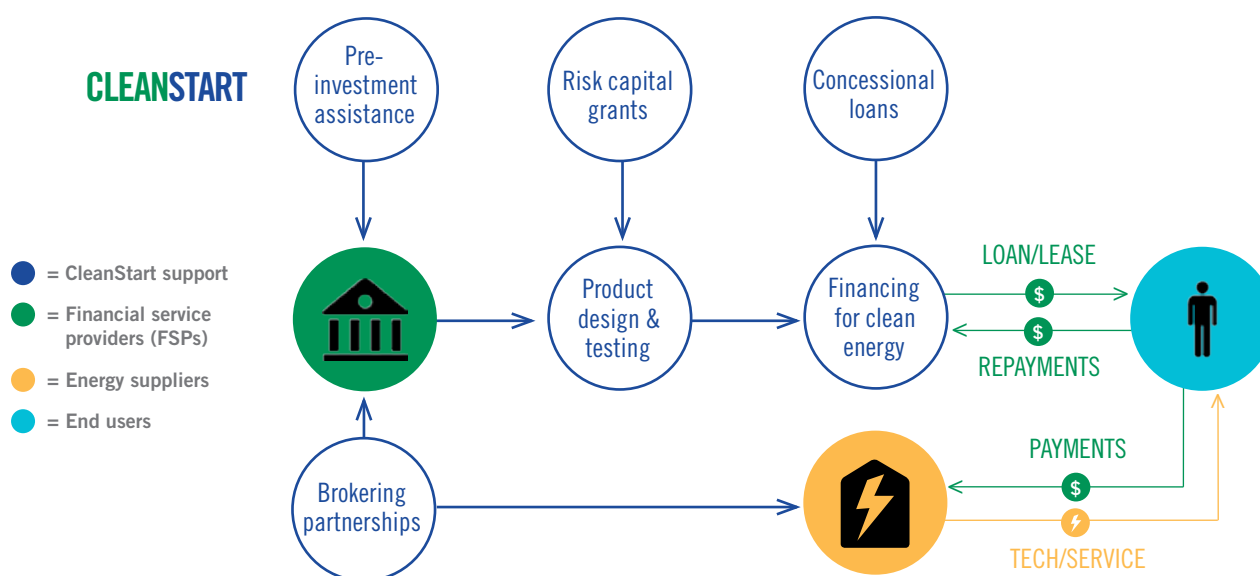 CLEANSTART
Pre-
investment
assistance
Risk capital
grants
Concessional
loans
= CleanStart support
= Financial service
providers (FSPs)
= Energy suppliers
= End users
Product
design &
testing
Financing
for clean
energy
LOAN/LEASE
$
$
REPAYMENTS
Brokering
partnerships
PAYMENTS
$
TECH/SERVICE